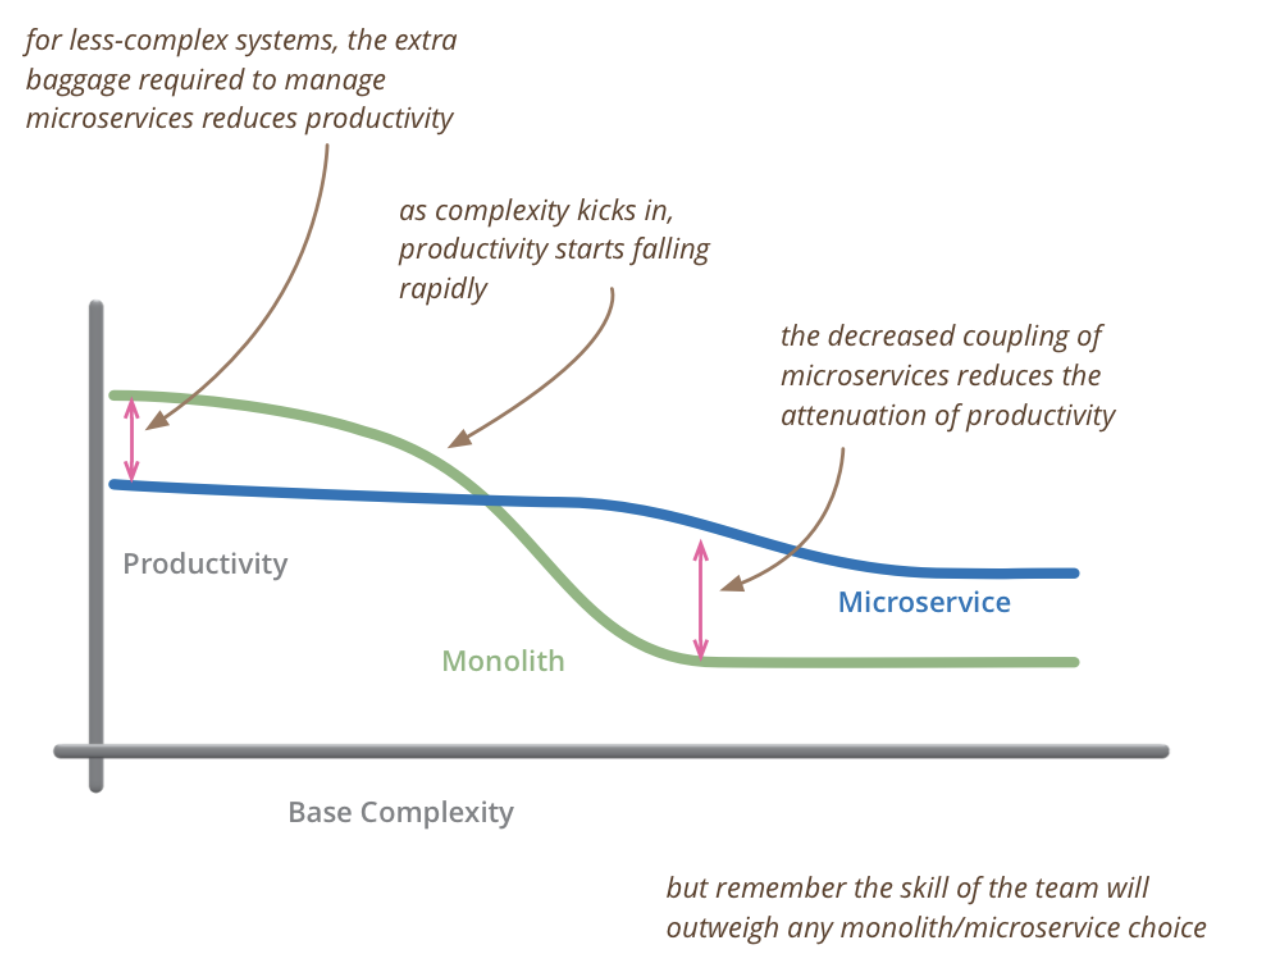 for less-complex systems, the extra
baggage required to manage
microservices reduces productivity
as complexity kicks in,
productivity starts falling
rapidly
the decreased coupling of
microservices reduces the
attenuation of productivity
Productivity
Microservice
Monolith
Base Complexity
but remember the skill of the team will
outweigh any monolith/microservice choice